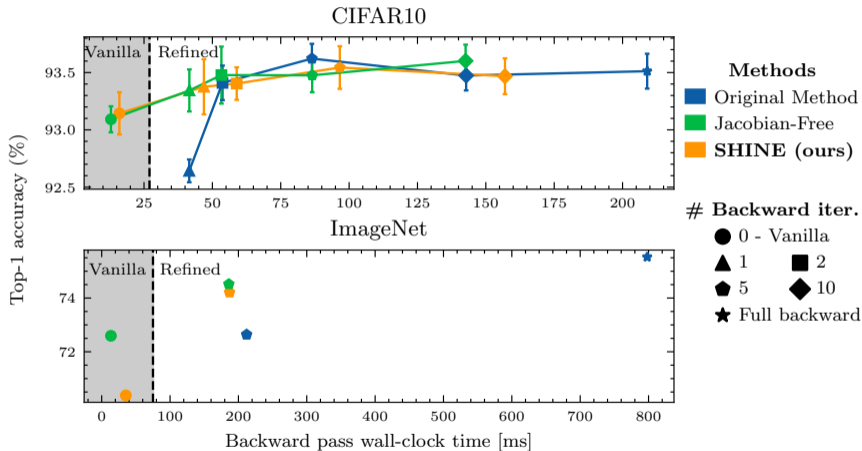 CIFAR10
Vanilla Refined
93.5
93.0
92.5
25 50 75 100 125 150 175 200
Top-1 accuracy (%)
ImageNet
Vanilla Refined
74
72
0 100 200 300 400 500 600 700 800
Backward pass wall-clock time [ms]
Methods
Original Method
Jacobian-Free
SHINE (ours)
# Backward iter.
0 - Vanilla
1 2
5 10
Full backward